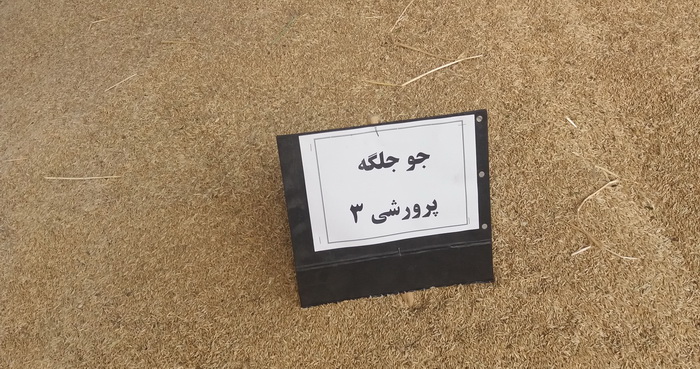 جو جلگه
پرورشی ۳